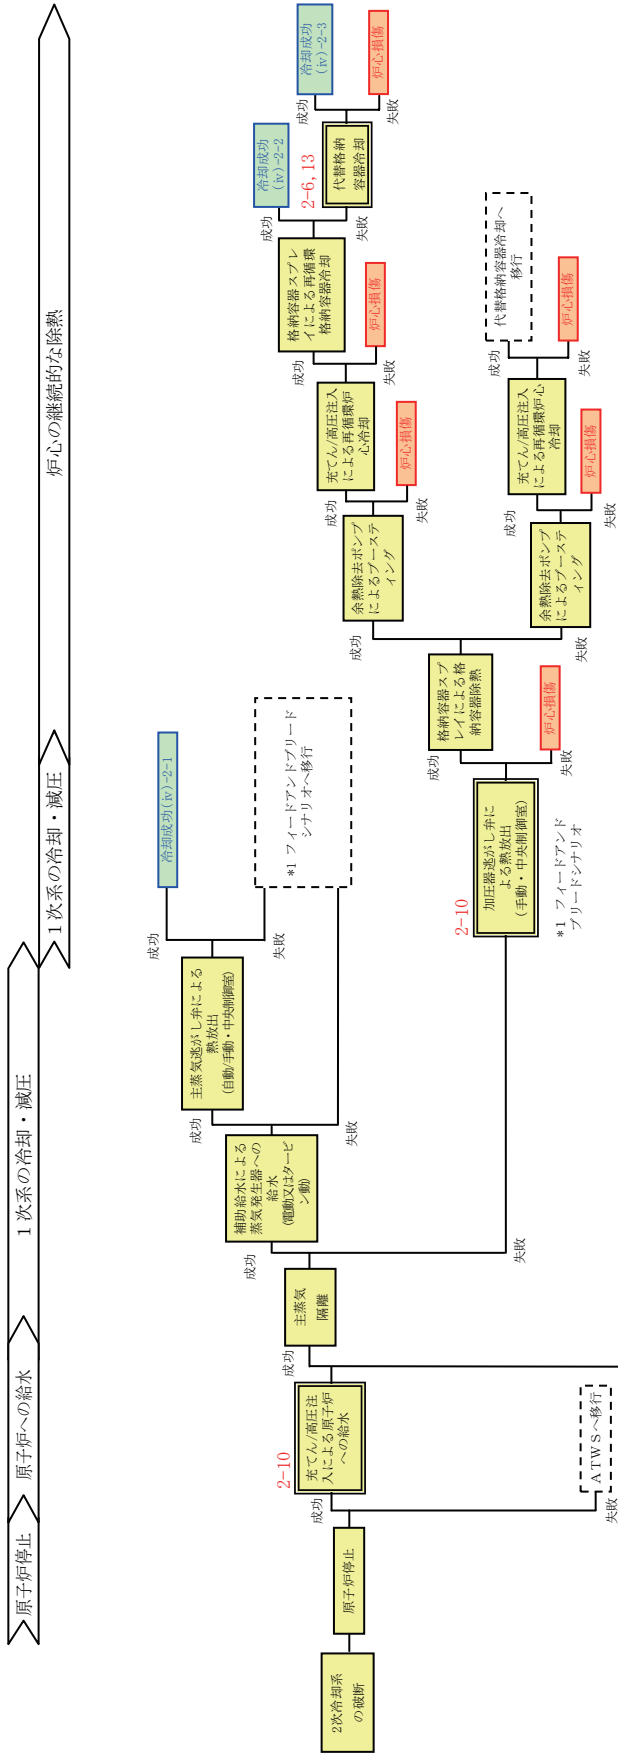 原子炉停止
原子炉への給水
1次系の冷却・減圧
1次系の冷却・減圧
炉心の継続的な除熱
2次冷却系
の破断
原子炉停止
成功
失敗
ATWSへ移行
2-10
充てん/高圧注
入による原子炉
への給水
成功
主蒸気
隔離
成功
失敗
補助給水による
蒸気発生器への
給水
(電動又はタービ
ン動)
成功
失敗
主蒸気逃がし弁による
熱放出
(自動/手動・中央制御室)
成功
失敗
冷却成功(iv)-2-1
*1 フィードアンドブリード
シナリオへ移行
2-10
加圧器逃がし弁に
よる熱放出
(手動・中央制御室)
*1 フィードアンド
ブリードシナリオ
成功
失敗
炉心損傷
格納容器スプ
レイによる格
納容器除熱
成功
失敗
余熱除去ポンプ
によるブーステ
ィング
成功
失敗
炉心損傷
充てん/高圧注入
による再循環炉
心冷却
成功
失敗
炉心損傷
格納容器スプレ
イによる再循環
格納容器冷却
成功
失敗
冷却成功
(iv)-2-2
2-6, 13
代替格納
容器冷却
成功
失敗
冷却成功
(iv)-2-3
炉心損傷
余熱除去ポンプ
によるブーステ
ィング
成功
失敗
炉心損傷
充てん/高圧注入
による再循環炉心
冷却
成功
失敗
代替格納容器冷却へ
移行
炉心損傷